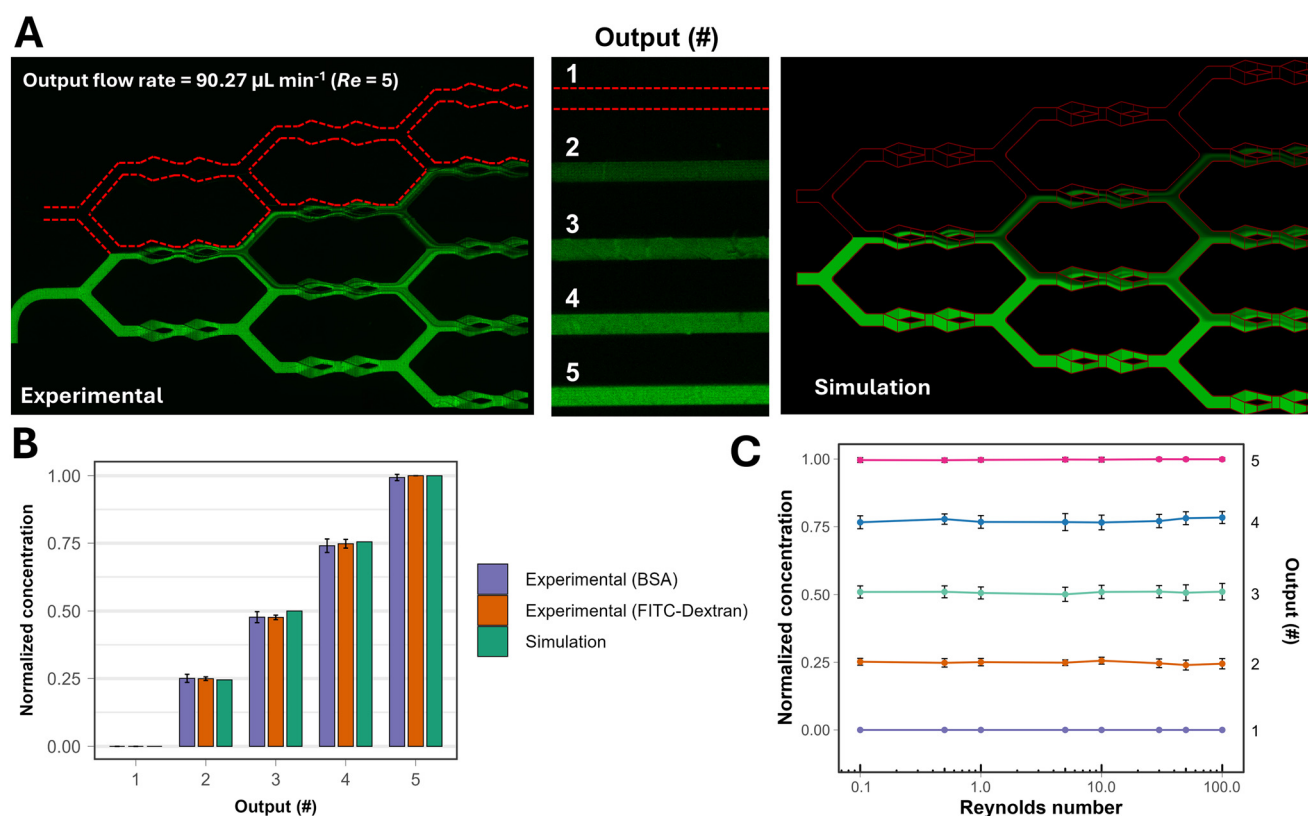 A
Output (#)
Output flow rate = 90.27 µL min⁻¹ (Re = 5)
Experimental
1
2
3
4
5
Simulation
B
Normalized concentration
1.00
0.75
0.50
0.25
0.00
1 2 3 4 5
Output (#)
Experimental (BSA)
Experimental (FITC-Dextran)
Simulation
C
Normalized concentration
1.00
0.75
0.50
0.25
0.00
0.1 1.0 10.0 100.0
Reynolds number
5
4
3
2
1
Output (#)